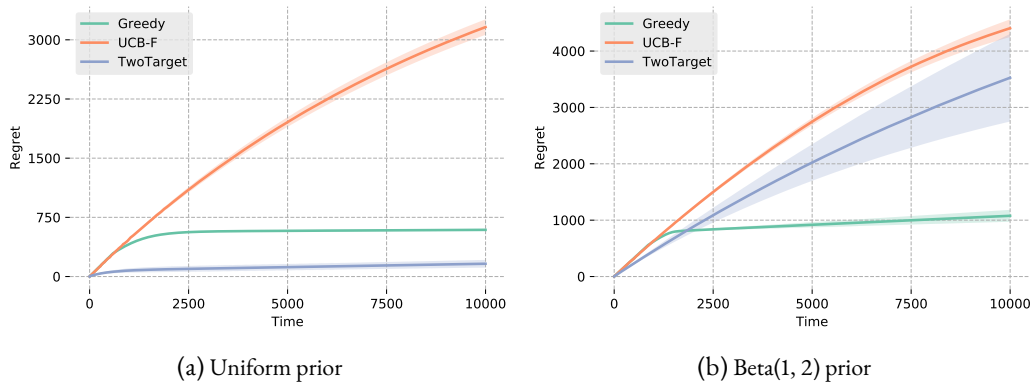 Greedy
UCB-F
TwoTarget
3000
2250
1500
750
0
Regret
0 2500 5000 7500 10000
Time
(a) Uniform prior
Greedy
UCB-F
TwoTarget
4000
3000
2000
1000
0
Regret
0 2500 5000 7500 10000
Time
(b) Beta(1, 2) prior